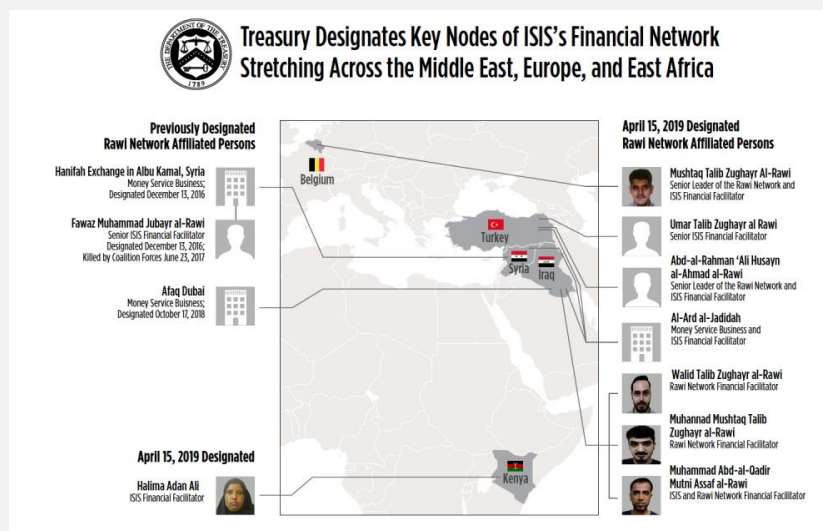 THE DEPARTMENT OF THE TREASURY
1789
Treasury Designates Key Nodes of ISIS's Financial Network
Stretching Across the Middle East, Europe, and East Africa
Previously Designated
Rawi Network Affiliated Persons
Hanifah Exchange in Albu Kamal, Syria
Money Service Business;
Designated December 13, 2016
Fawaz Muhammad Jubayr al-Rawi
Senior ISIS Financial Facilitator
Designated December 13, 2016;
Killed by Coalition Forces June 23, 2017
Afaq Dubai
Money Service Buisness;
Designated October 17, 2018
April 15, 2019 Designated
Halima Adan Ali
ISIS Financial Facilitator
Belgium
Turkey
Syria
Iraq
Kenya
April 15, 2019 Designated
Rawi Network Affiliated Persons
Mushtaq Talib Zughayr Al-Rawi
Senior Leader of the Rawi Network and
ISIS Financial Facilitator
Umar Talib Zughayr al Rawi
Senior ISIS Financial Facilitator
Abd-al-Rahman 'Ali Husayn
al-Ahmad al-Rawi
Senior Leader of the Rawi Network and
ISIS Financial Facilitator
Al-Ard al-Jadidah
Money Service Business and
ISIS Financial Facilitator
Walid Talib Zughayr al-Rawi
Rawi Network Financial Facilitator
Muhannad Mushtaq Talib
Zughayr al-Rawi
Rawi Network Financial Facilitator
Muhammad Abd-al-Qadir
Mutni Assaf al-Rawi
ISIS and Rawi Network Financial Facilitator